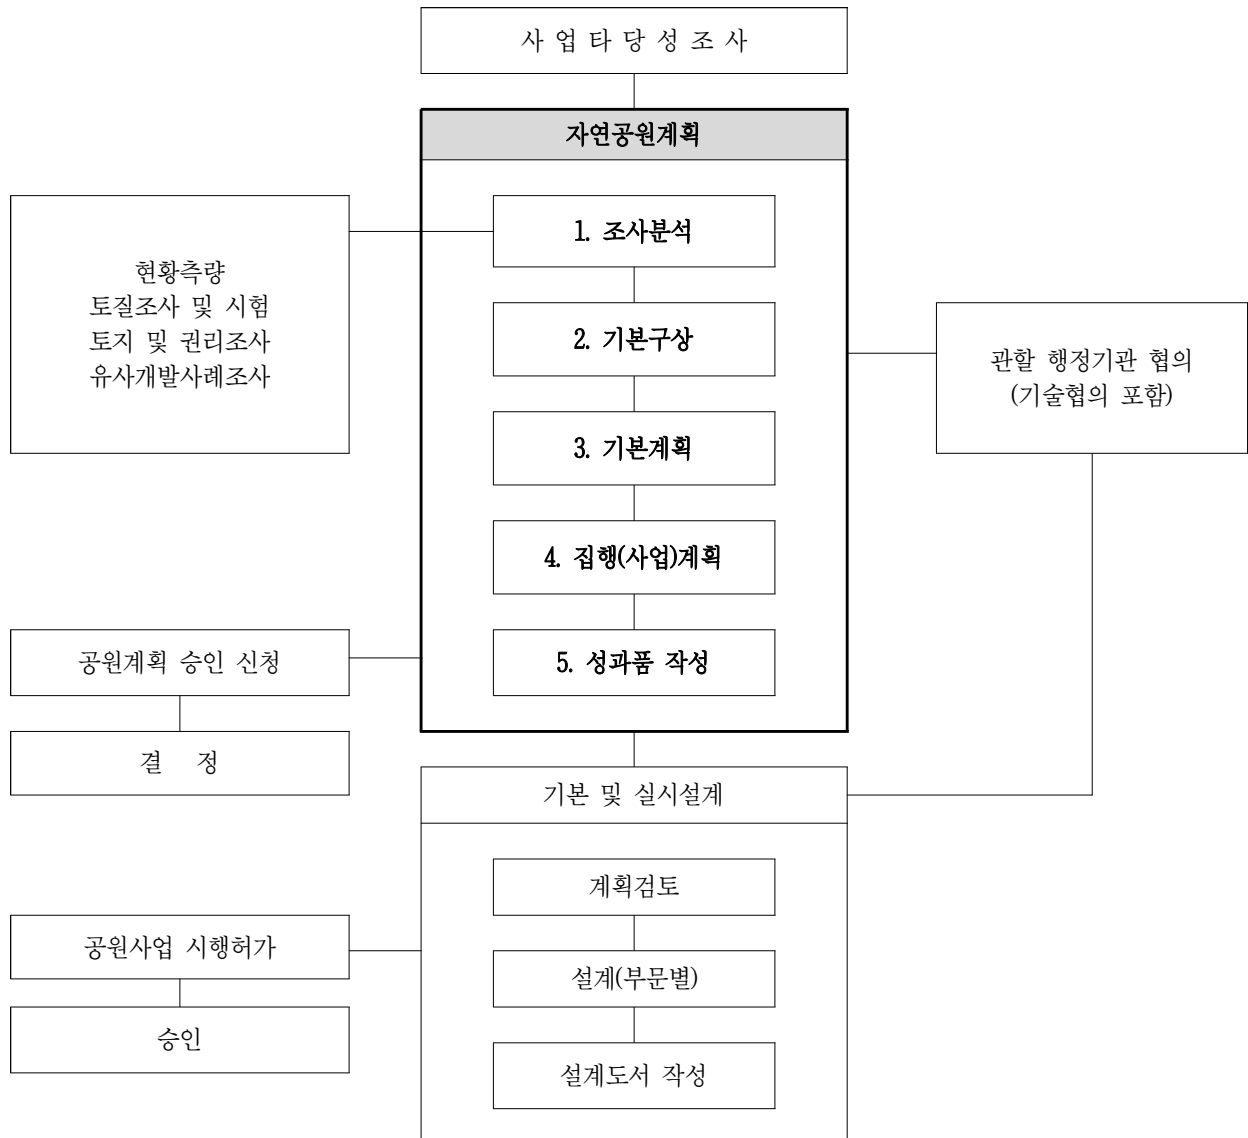 사 업 타 당 성 조 사
자연공원계획
1. 조사분석
현황측량
토질조사 및 시험
토지 및 권리조사
유사개발사례조사
2. 기본구상
관할 행정기관 협의
(기술협의 포함)
3. 기본계획
4. 집행(사업)계획
5. 성과품 작성
공원계획 승인 신청
결 정
기본 및 실시설계
계획검토
공원사업 시행허가
설계(부문별)
승인
설계도서 작성